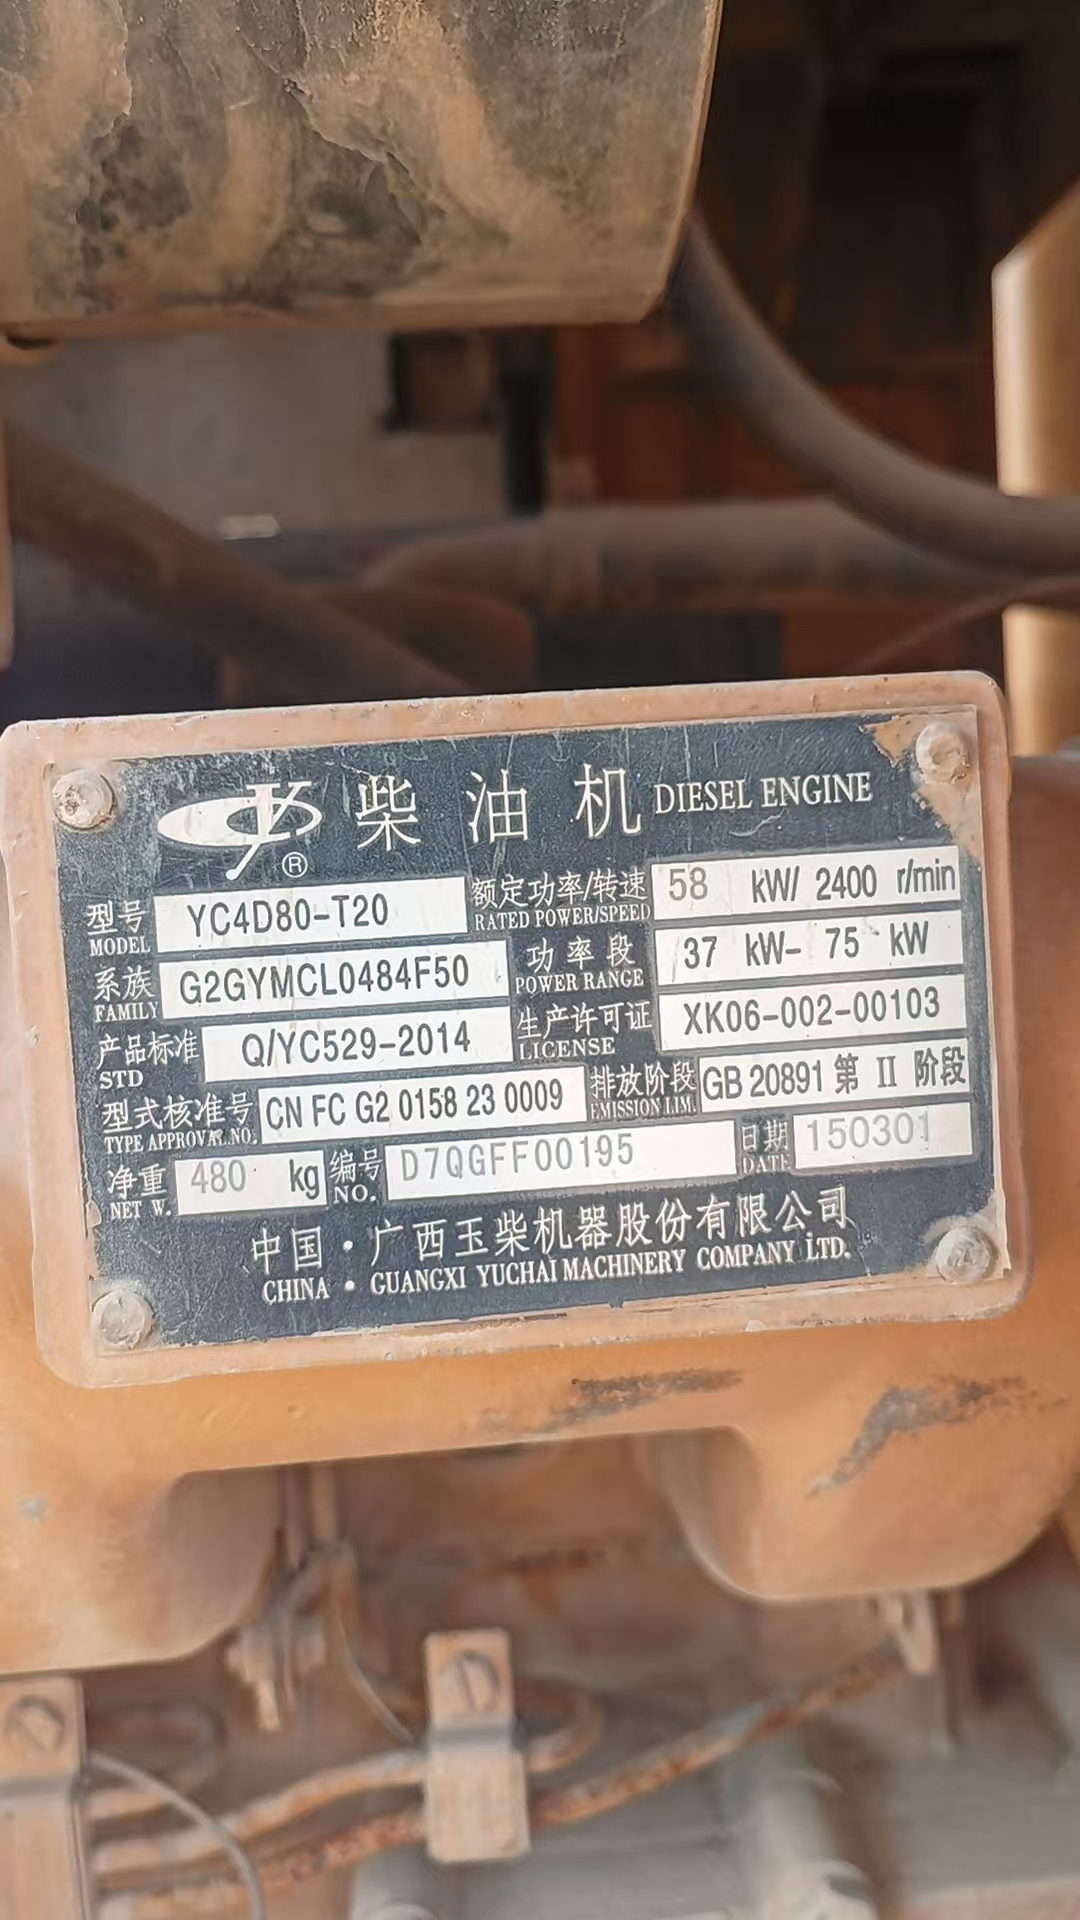 ® 柴油机 DIESEL ENGINE
型号 MODEL YC4D80-T20 额定功率/转速 RATED POWER/SPEED 58 kW/ 2400 r/min
系族 FAMILY G2GYMCL0484F50 功率段 POWER RANGE 37 kW- 75 kW
产品标准 STD Q/YC529-2014 生产许可证 LICENSE XK06-002-00103
型式核准号 TYPE APPROVAL NO. CN FC G2 0158 23 0009 排放阶段 EMISSION LIM. GB 20891 第 II 阶段
净重 NET W. 480 kg 编号 NO. D7QGFF00195 日期 DATE 150301
中国·广西玉柴机器股份有限公司
CHINA · GUANGXI YUCHAI MACHINERY COMPANY LTD.